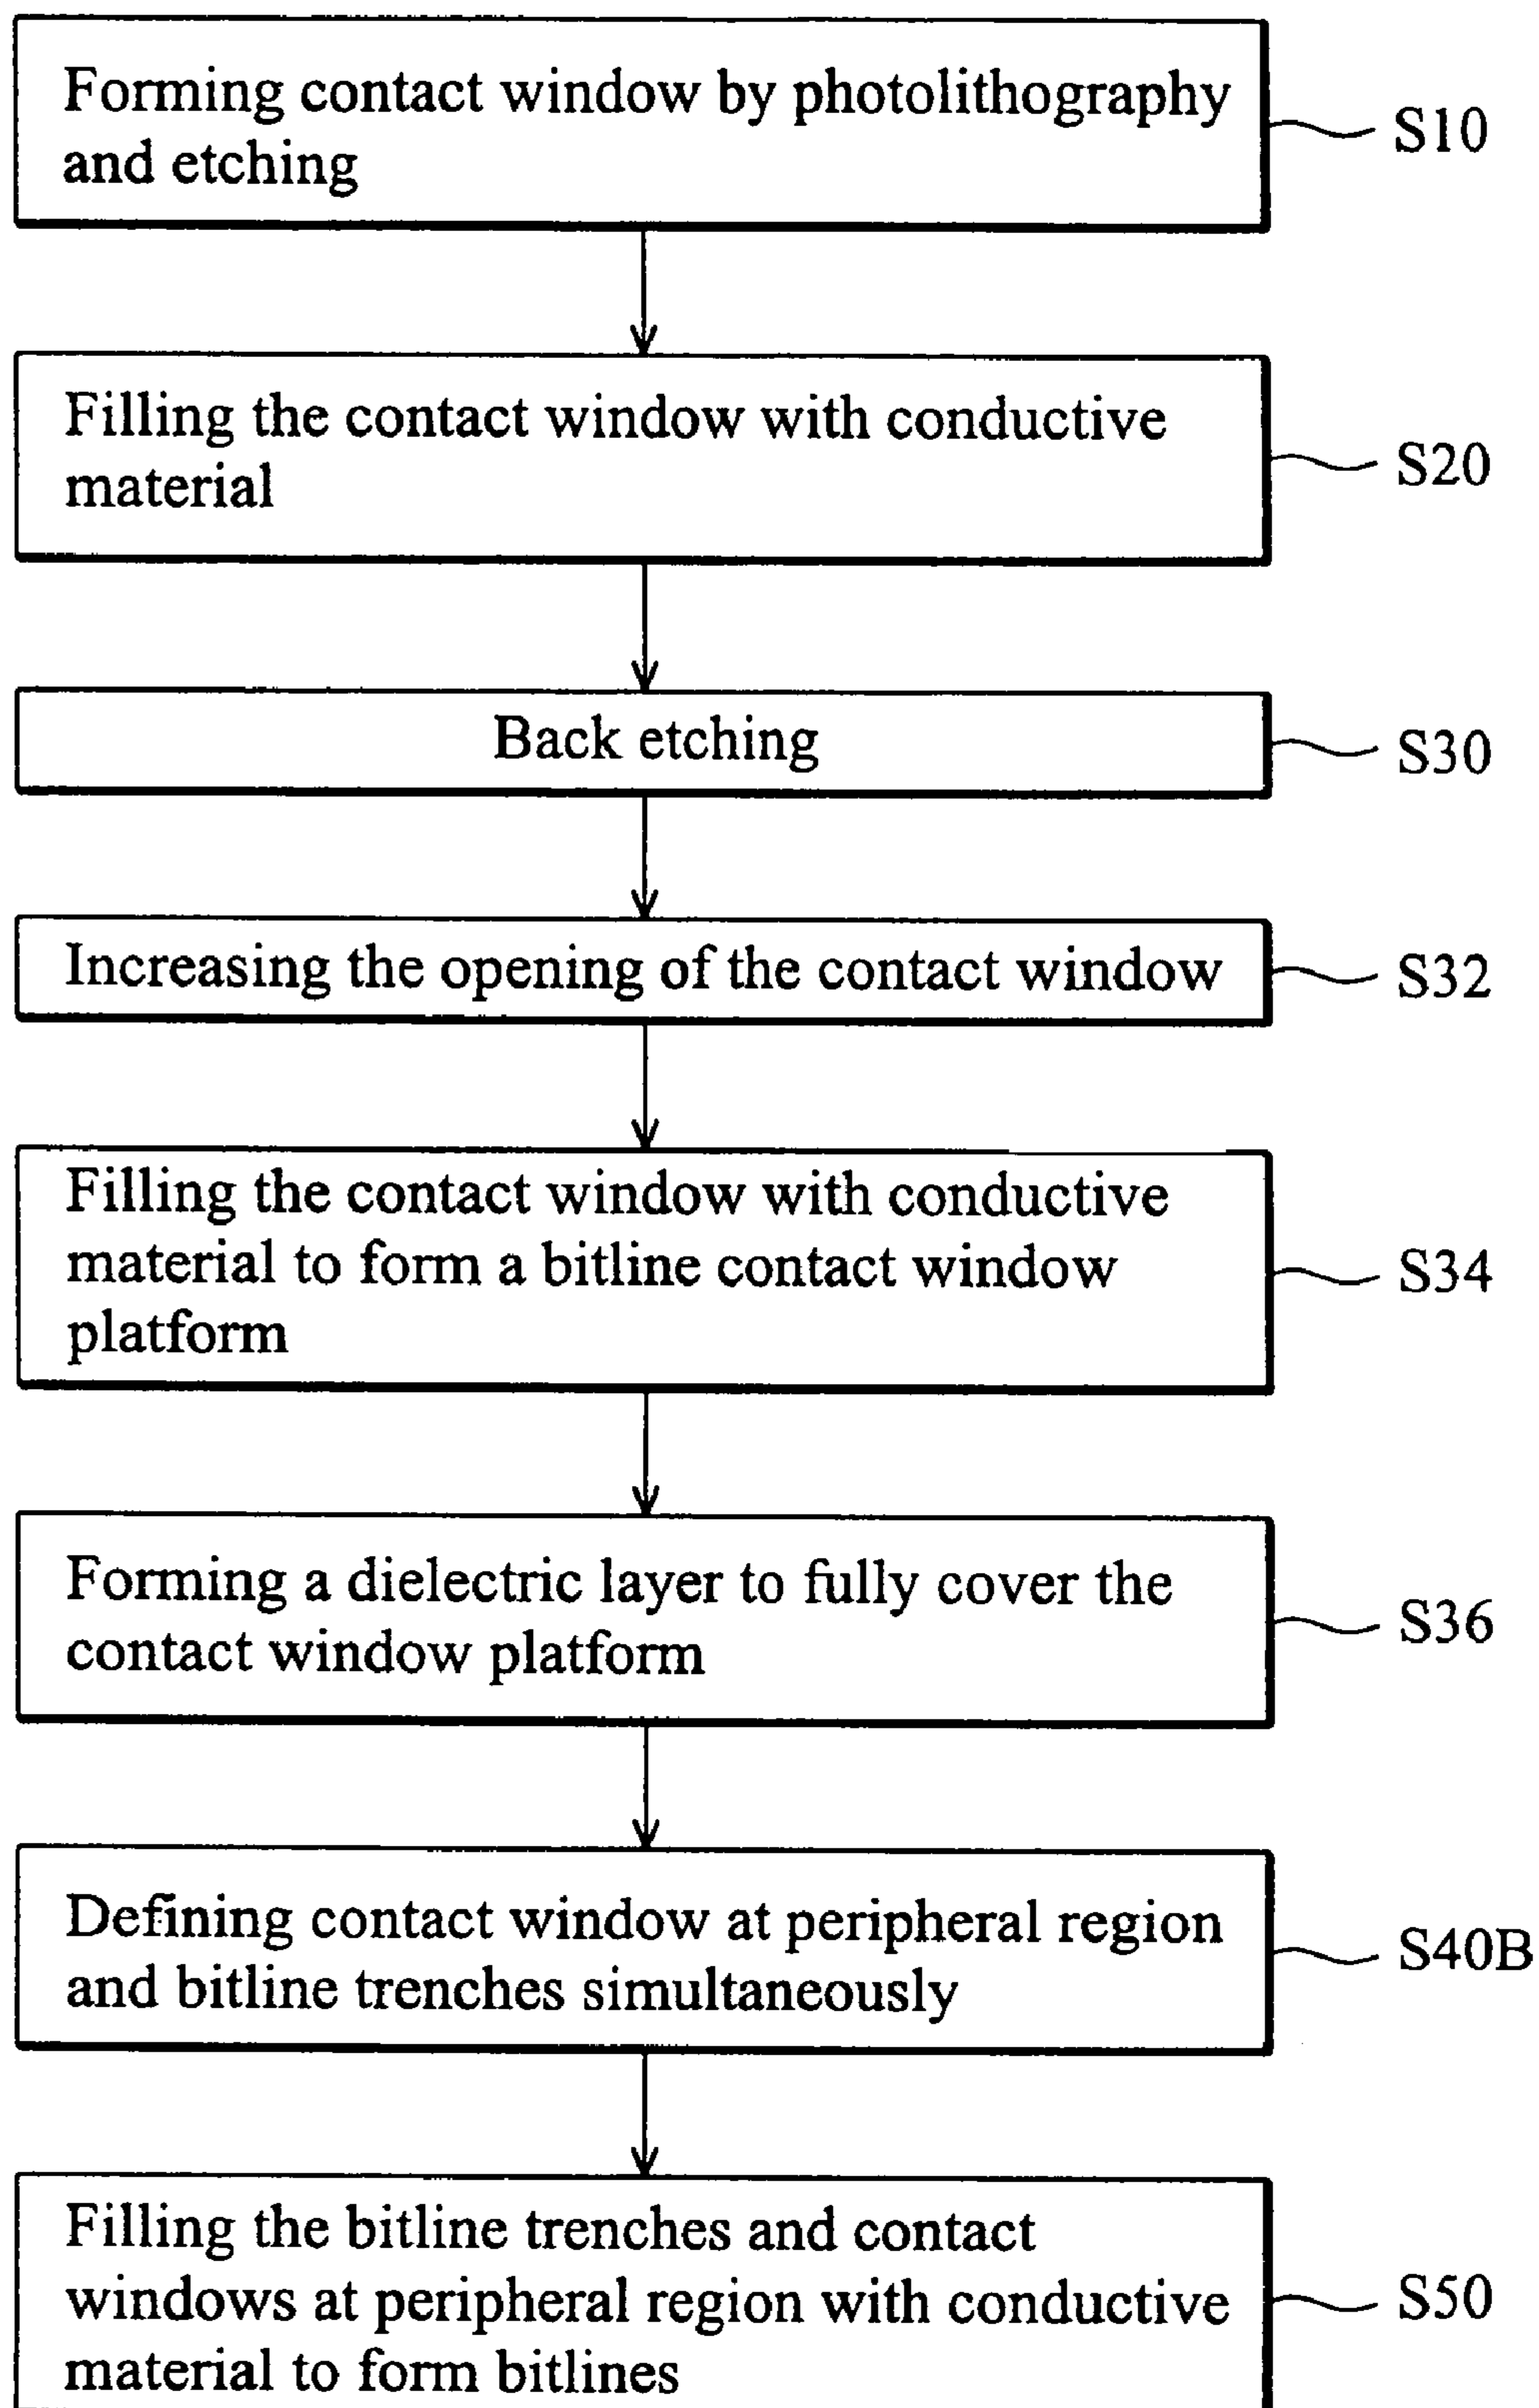 Forming contact window by photolithography
and etching
S10
Filling the contact window with conductive
material
S20
Back etching
S30
Increasing the opening of the contact window
S32
Filling the contact window with conductive
material to form a bitline contact window
platform
S34
Forming a dielectric layer to fully cover the
contact window platform
S36
Defining contact window at peripheral region
and bitline trenches simultaneously
S40B
Filling the bitline trenches and contact
windows at peripheral region with conductive
material to form bitlines
S50